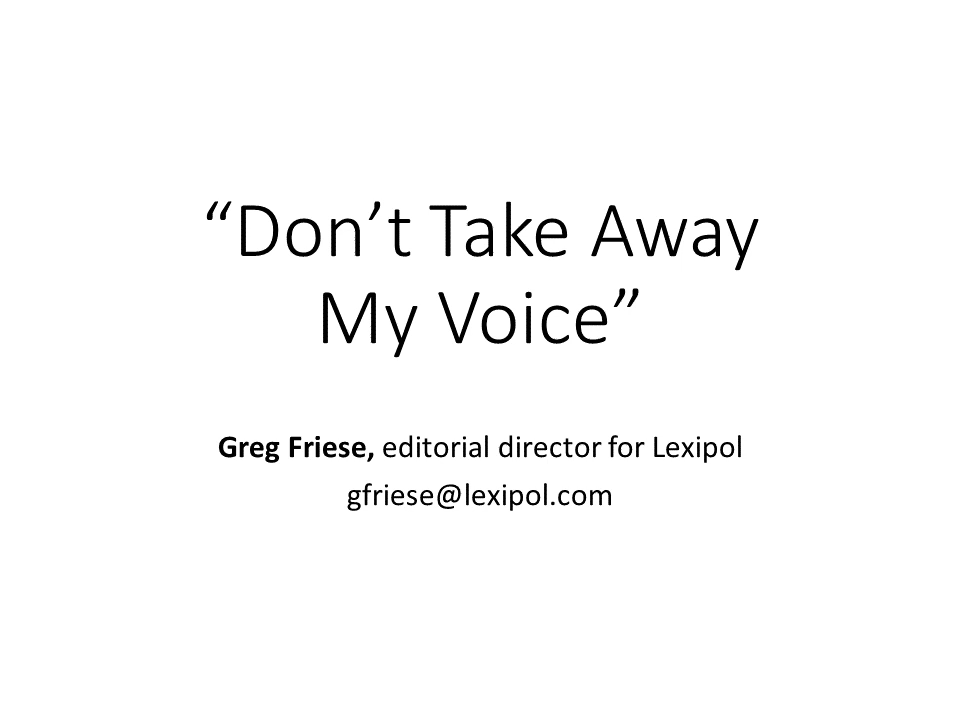 “Don’t Take Away
My Voice”
Greg Friese, editorial director for Lexipol
gfriese@lexipol.com